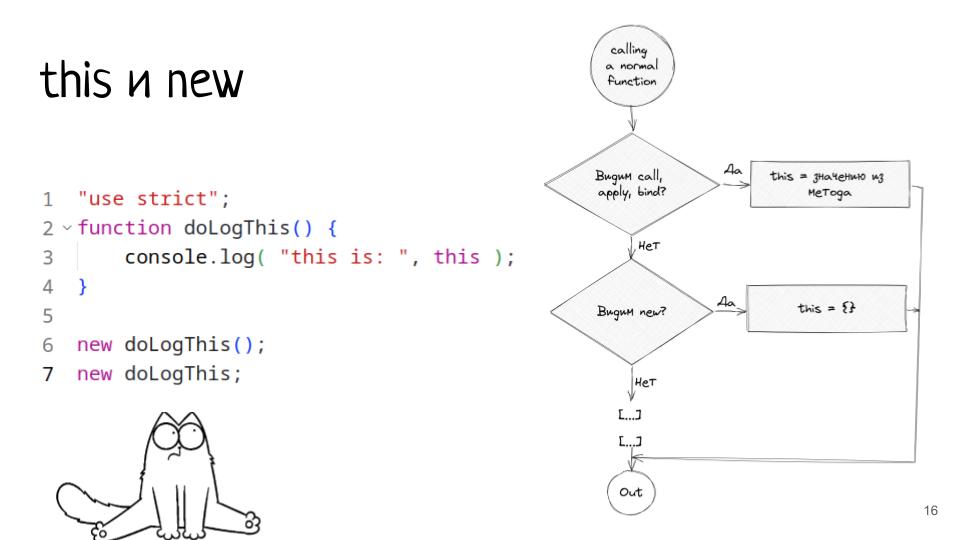 this и new
1 "use strict";
2 function doLogThis() {
3 console.log( "this is: ", this );
4 }
5
6 new doLogThis();
7 new doLogThis;
calling
a normal
function
Видим call,
apply, bind?
Да
this = значению из
метода
Нет
Видим new?
Да
this = {}
Нет
[...]
[...]
Out
16